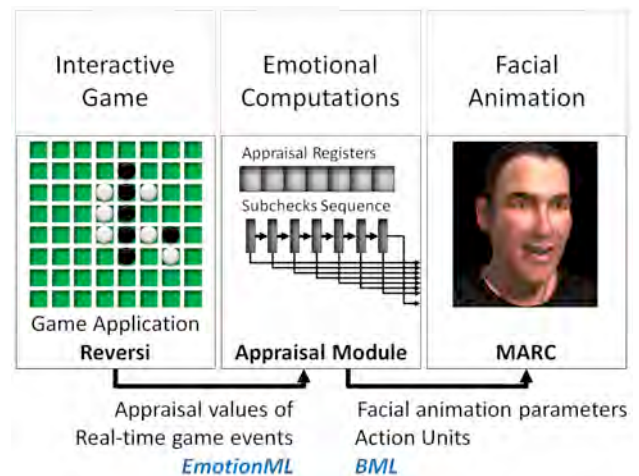 Interactive
Game
Emotional
Computations
Facial
Animation
Game Application
Reversi
Appraisal Registers
Subchecks Sequence
Appraisal Module
MARC
Appraisal values of
Real-time game events
EmotionML
Facial animation parameters
Action Units
BML